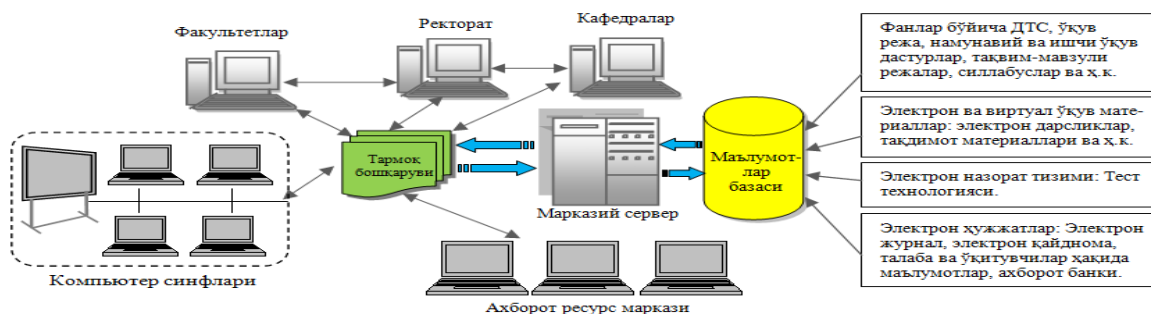 Факультетлар
Ректорат
Кафедралар
Тармоқ
бошқаруви
Марказий сервер
Маълумот-
лар
базаси
Компьютер синфлари
Ахборот ресурс маркази
Фанлар бўйича ДТС, ўқув
режа, намунавий ва ишчи ўқув
дастурлар, тақвим-мавзули
режалар, силлабуслар ва ҳ.к.
Электрон ва виртуал ўқув мате-
риаллар: электрон дарсликлар,
тақдимот материаллари ва ҳ.к.
Электрон назорат тизими: Тест
технологияси.
Электрон ҳужжатлар: Электрон
журнал, электрон қайднома,
талаба ва ўқитувчилар ҳақида
маълумотлар, ахборот банки.